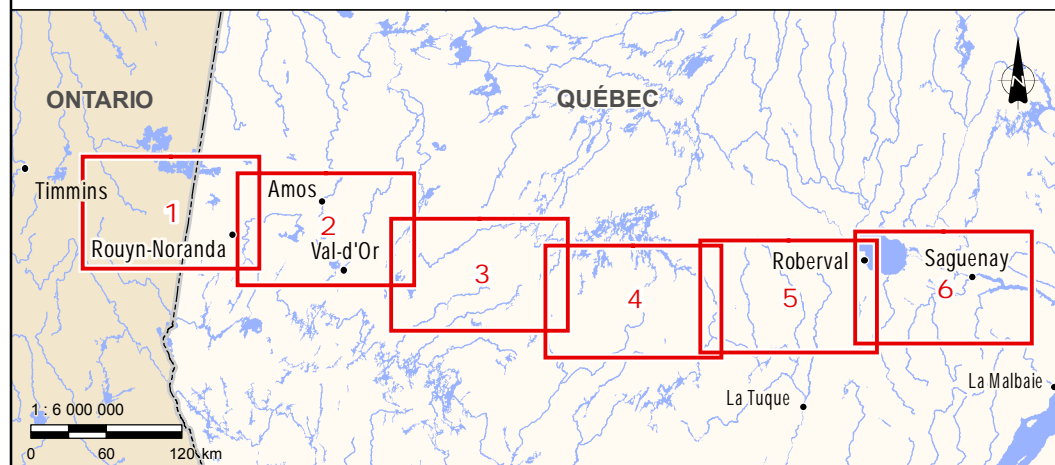 ONTARIO
QUÉBEC
N
Timmins
1
Amos
2
Rouyn-Noranda
Val-d'Or
3
4
Roberval
5
Saguenay
6
La Malbaie
La Tuque
1 : 6 000 000
0 60 120 km